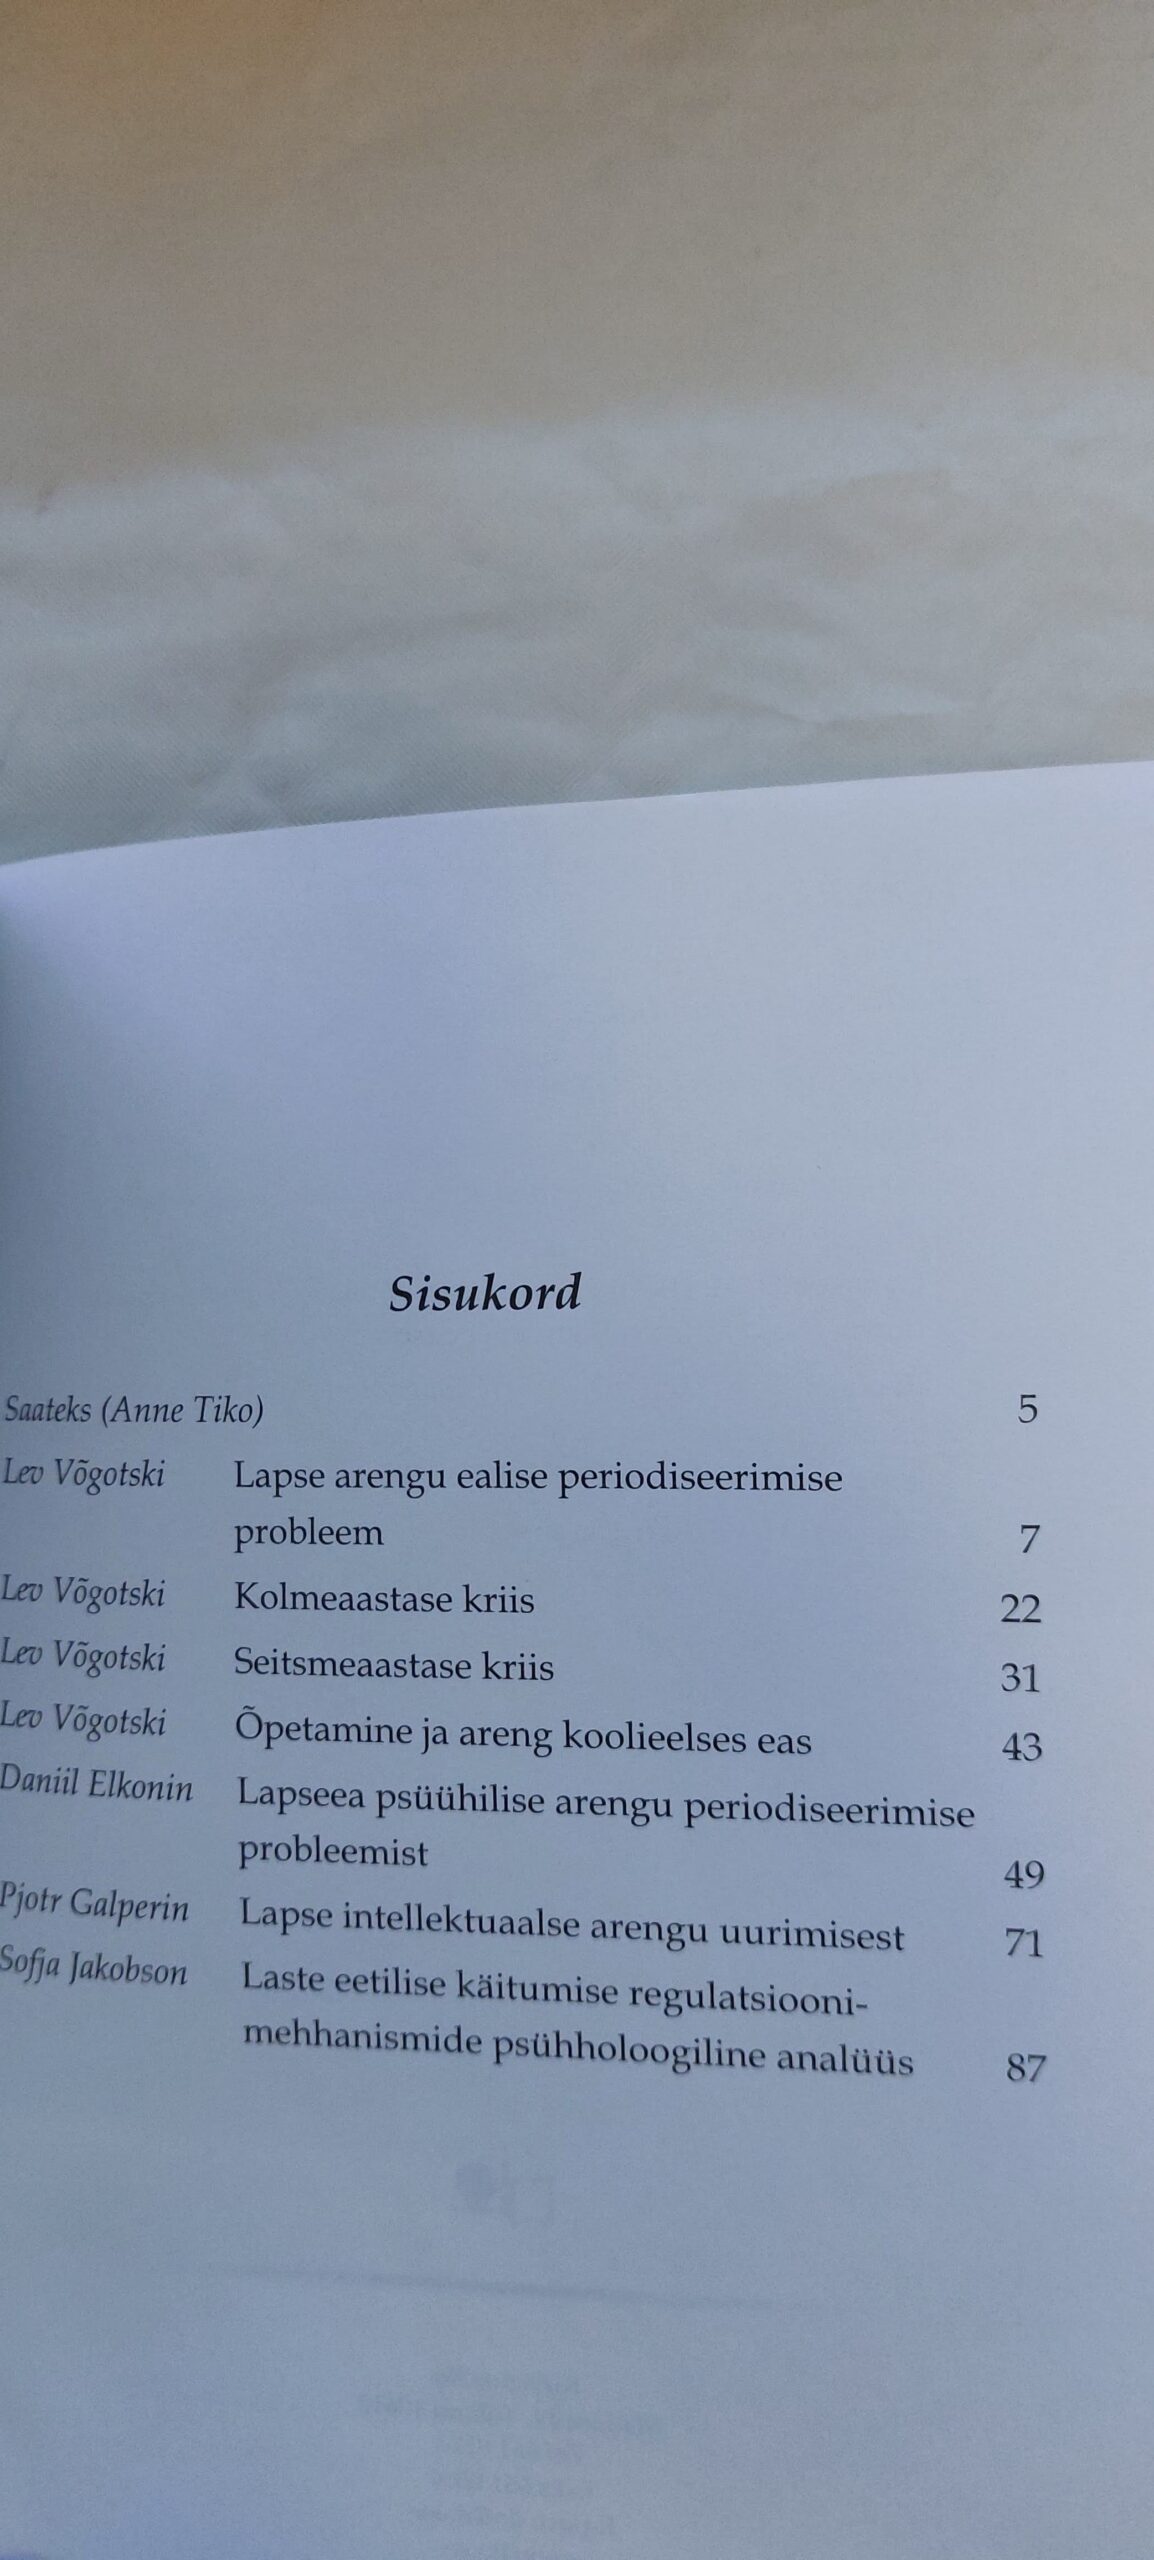 Sisukord
Saateks (Anne Tiko) 5
Lev Võgotski Lapse arengu ealise periodiseerimise
probleem 7
Lev Võgotski Kolmeaastase kriis 22
Lev Võgotski Seitsmeaastase kriis 31
Lev Võgotski Õpetamine ja areng koolieelses eas 43
Daniil Elkonin Lapseea psüühilise arengu periodiseerimise
probleemist 49
Pjotr Galperin Lapse intellektuaalse arengu uurimisest 71
Sofja Jakobson Laste eetilise käitumise regulatsiooni-
mehhanismide psühholoogiline analüüs 87